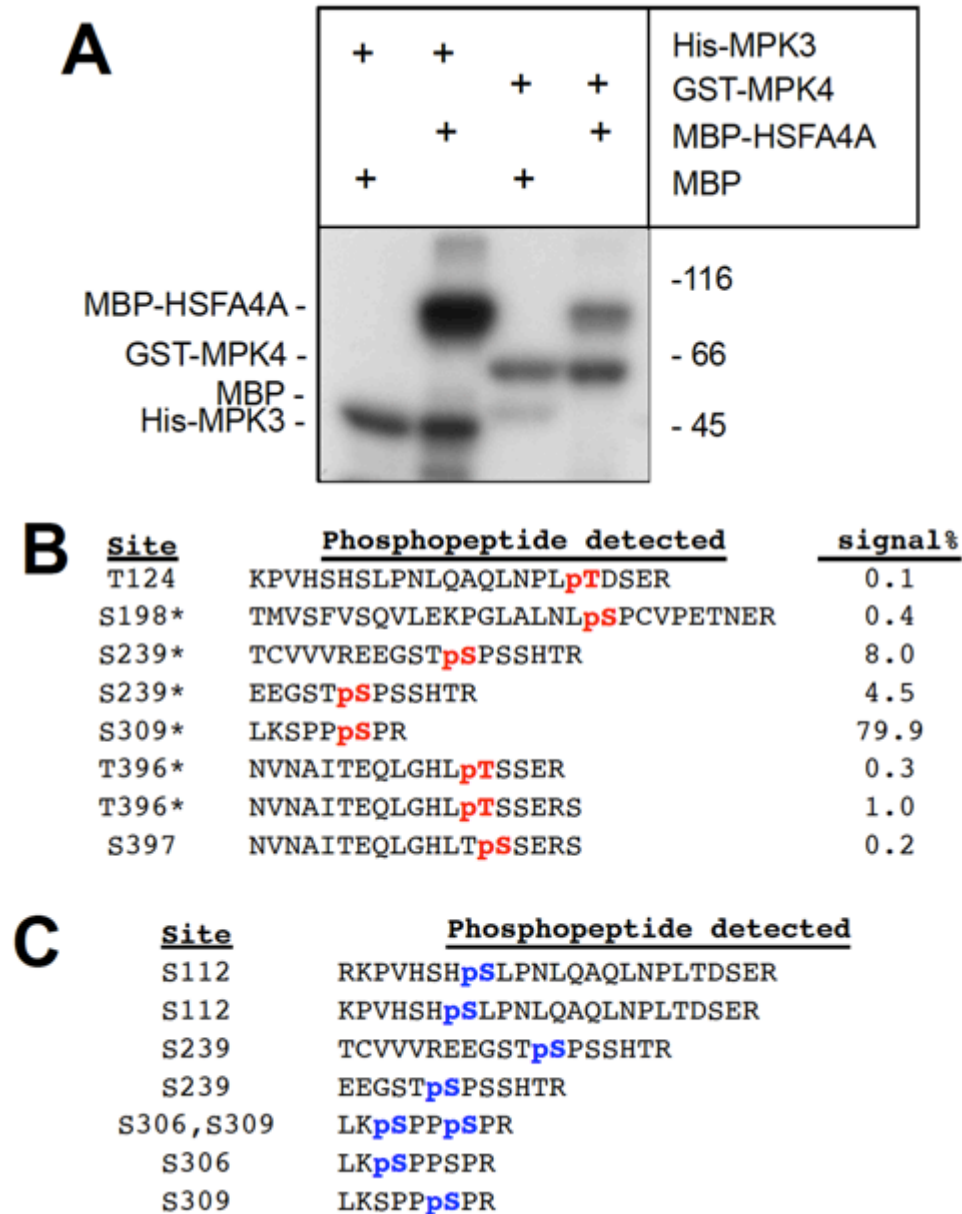 A
+ + His-MPK3
+ + GST-MPK4
+ + MBP-HSFA4A
+ + MBP
MBP-HSFA4A - -116
GST-MPK4 - - 66
MBP -
His-MPK3 - - 45
B Site Phosphopeptide detected signal%
T124 KPVHSHSLPNLQAQLNPLpTDSER 0.1
S198* TMVSFVSQVLEKPGLALNLpSPCVPETNER 0.4
S239* TCVVVREEGSTpSPSSHTR 8.0
S239* EEGSTpSPSSHTR 4.5
S309* LKSPPpSPR 79.9
T396* NVNAITEQLGHLpTSSER 0.3
T396* NVNAITEQLGHLpTSSERS 1.0
S397 NVNAITEQLGHLTpSSERS 0.2
C Site Phosphopeptide detected
S112 RKPVHSHpSLPNLQAQLNPLTDSER
S112 KPVHSHpSLPNLQAQLNPLTDSER
S239 TCVVVREEGSTpSPSSHTR
S239 EEGSTpSPSSHTR
S306,S309 LKpSPPpSPR
S306 LKpSPPSPR
S309 LKSPPpSPR